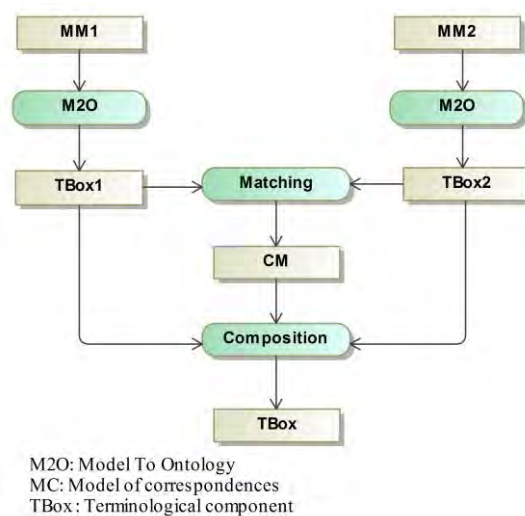 MM1
MM2
M2O
M2O
TBox1
Matching
TBox2
CM
Composition
TBox
M2O: Model To Ontology
MC: Model of correspondences
TBox : Terminological component